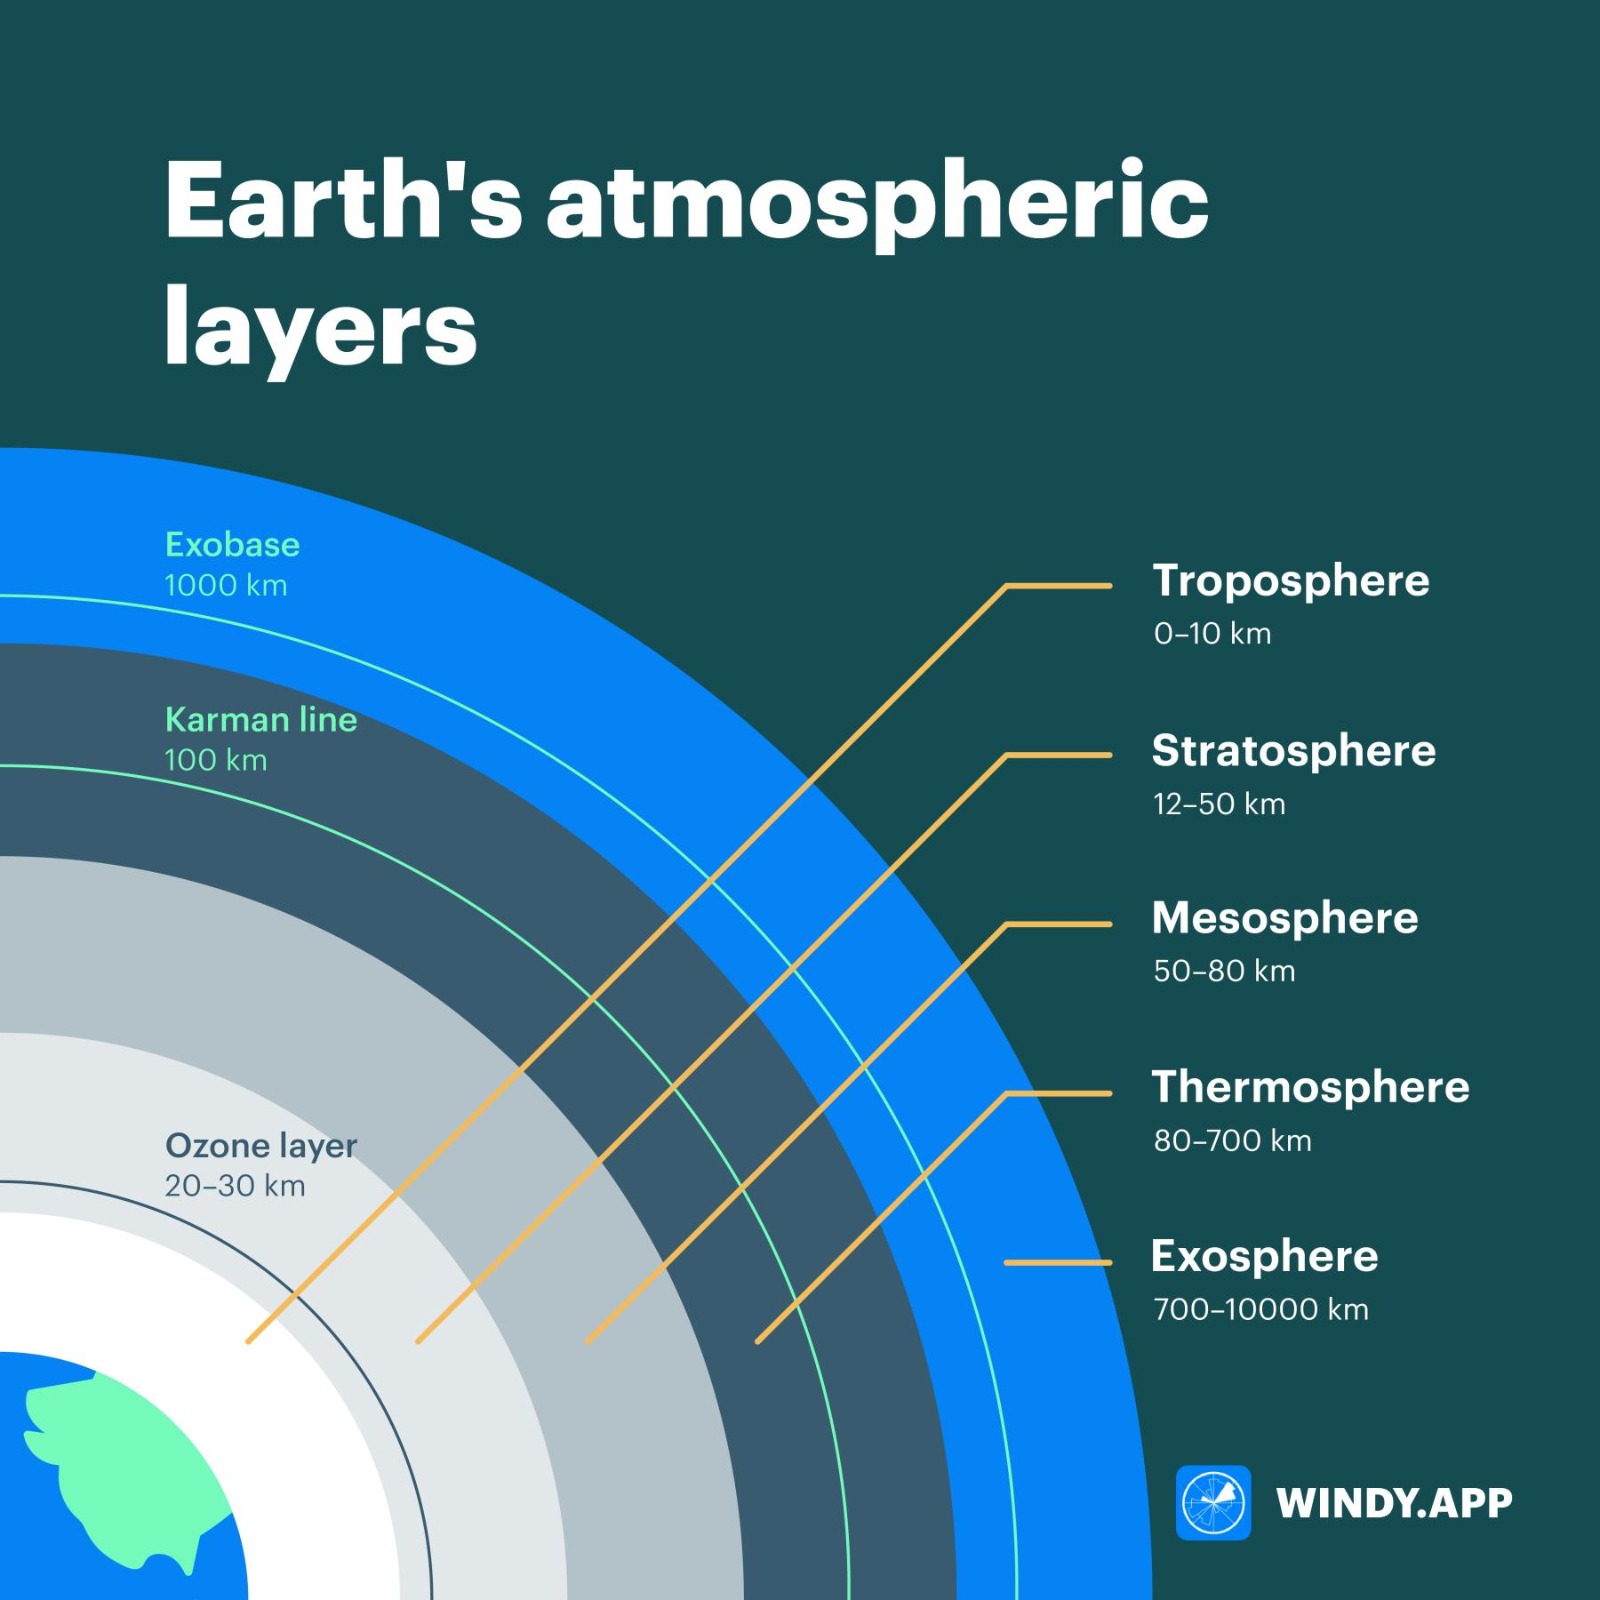 Earth's atmospheric
layers
Exobase
1000 km
Karman line
100 km
Ozone layer
20–30 km
Troposphere
0–10 km
Stratosphere
12–50 km
Mesosphere
50–80 km
Thermosphere
80–700 km
Exosphere
700–10000 km
WINDY.APP